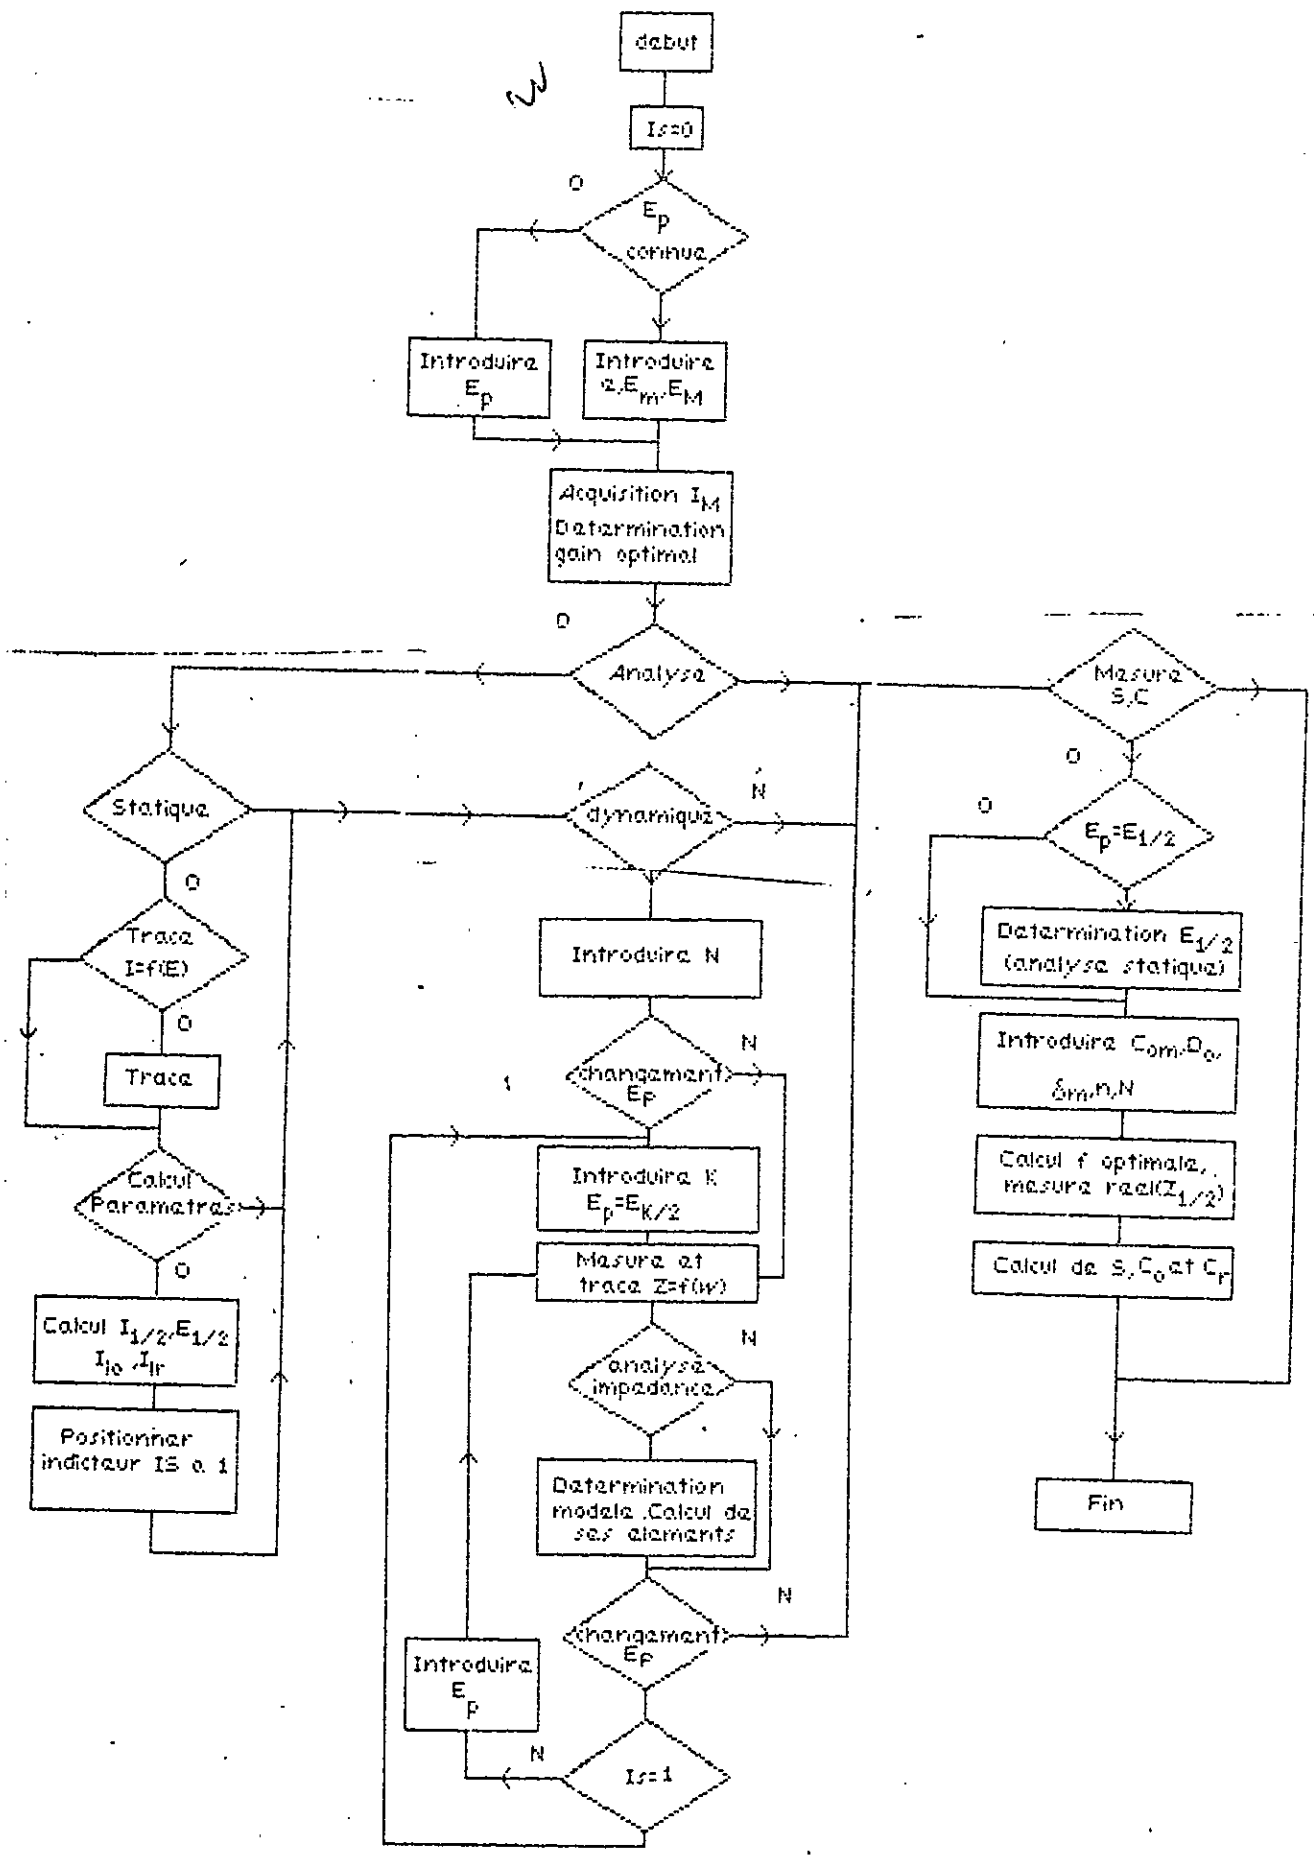 debut
Is=0
O
Ep
connue
Introduire
Ep
Introduire
e,Em,EM
Acquisition IM
Determination
gain optimal
O
Analyse
Mesure
S,C
O
Statique
dynamique
N
O
Ep=E1/2
O
Trace
I=f(E)
O
Trace
Calcul
Parametres
O
Calcul I1/2,E1/2
Ilo,Ilr
Positionner
indicteur IS a 1
Introduire N
changement
Ep
N
Introduire K
Ep=EK/2
Mesure et
trace Z=f(w)
N
analyse
impedance
Determination
modele,Calcul de
ses elements
N
changement
Ep
Introduire
Ep
N
Is=1
Determination E1/2
(analyse statique)
Introduire Com,Do,
δm,n,N
Calcul f optimale,
mesure reel(Z1/2)
Calcul de S,Co et Cr
Fin